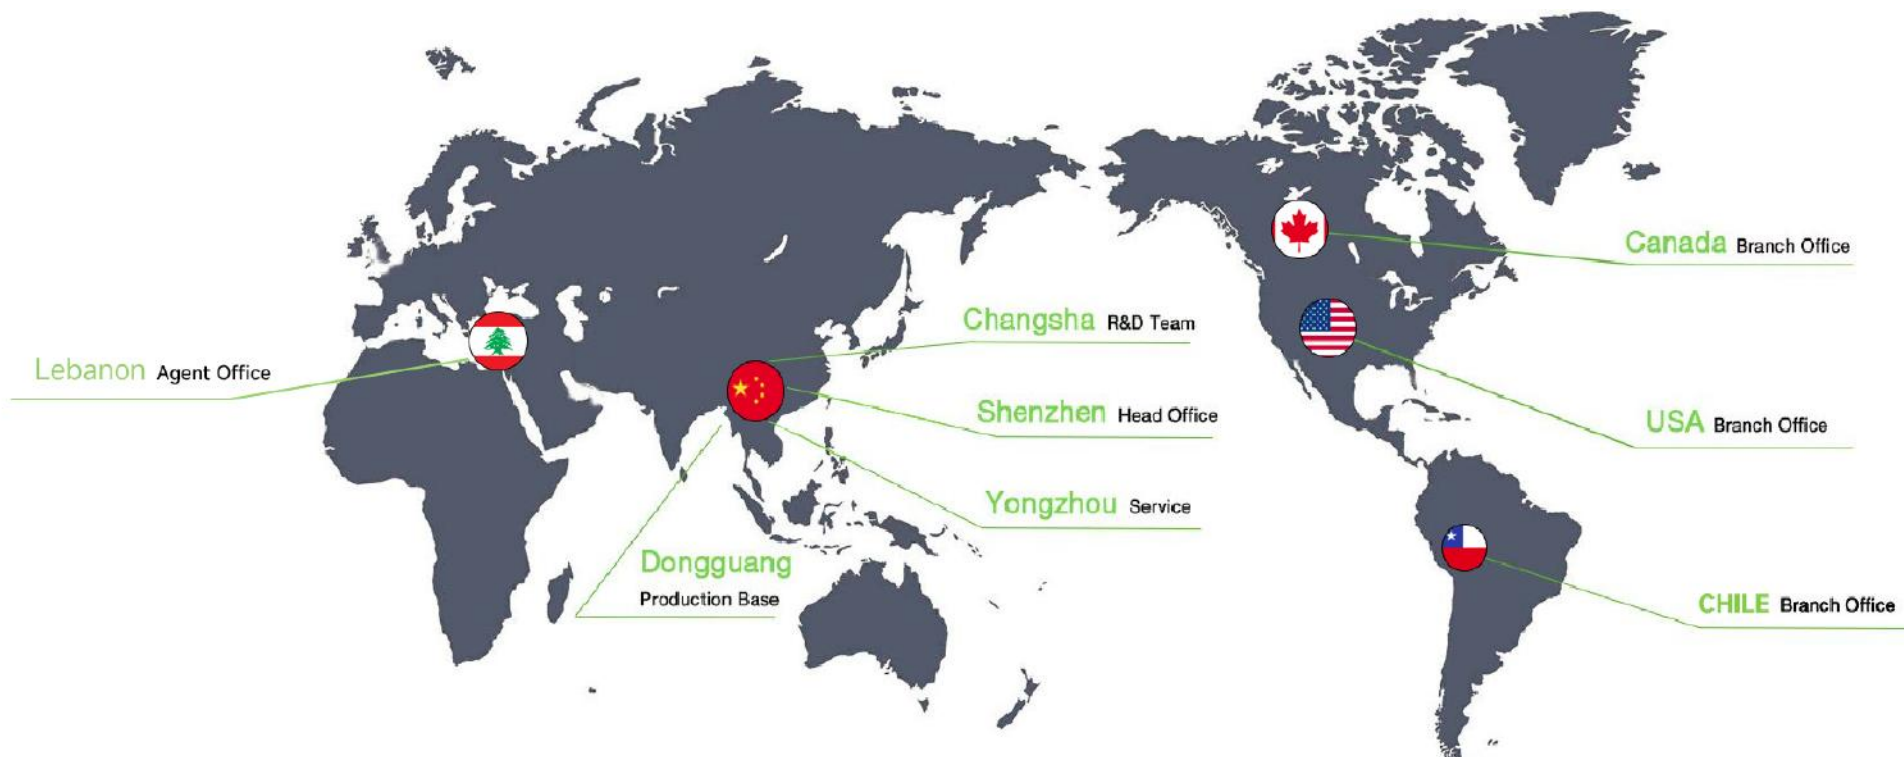 Canada Branch Office
Changsha R&D Team
Lebanon Agent Office
Shenzhen Head Office
USA Branch Office
Yongzhou Service
Dongguang
Production Base
CHILE Branch Office